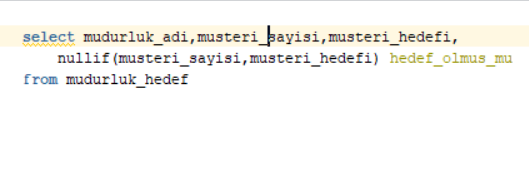 select mudurluk_adi,musteri_sayisi,musteri_hedefi,
nullif(musteri_sayisi,musteri_hedefi) hedef_olmus_mu
from mudurluk_hedef